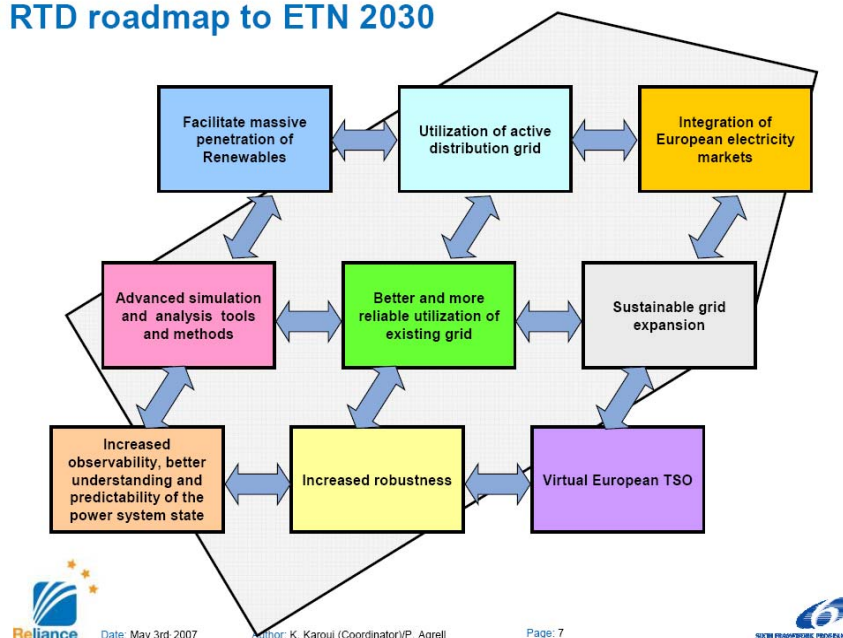 RTD roadmap to ETN 2030
Facilitate massive
penetration of
Renewables
Utilization of active
distribution grid
Integration of
European electricity
markets
Advanced simulation
and analysis tools
and methods
Better and more
reliable utilization of
existing grid
Sustainable grid
expansion
Increased
observability, better
understanding and
predictability of the
power system state
Increased robustness
Virtual European TSO
Reliance
Date: May 3rd, 2007
Author: K. Karoui (Coordinator)/P. Agrell
Page: 7
6